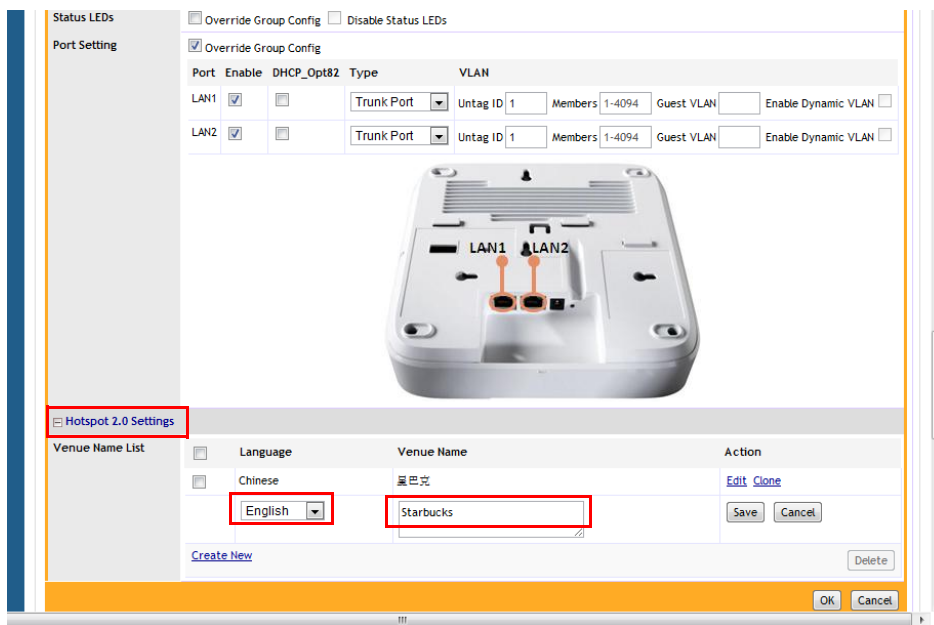 Status LEDs Override Group Config Disable Status LEDs
Port Setting Override Group Config
Port Enable DHCP_Opt82 Type VLAN
LAN1 Trunk Port Untag ID 1 Members 1-4094 Guest VLAN Enable Dynamic VLAN
LAN2 Trunk Port Untag ID 1 Members 1-4094 Guest VLAN Enable Dynamic VLAN
LAN1 LAN2
Hotspot 2.0 Settings
Venue Name List Language Venue Name Action
Chinese 星巴克 Edit Clone
English Starbucks Save Cancel
Create New Delete
OK Cancel